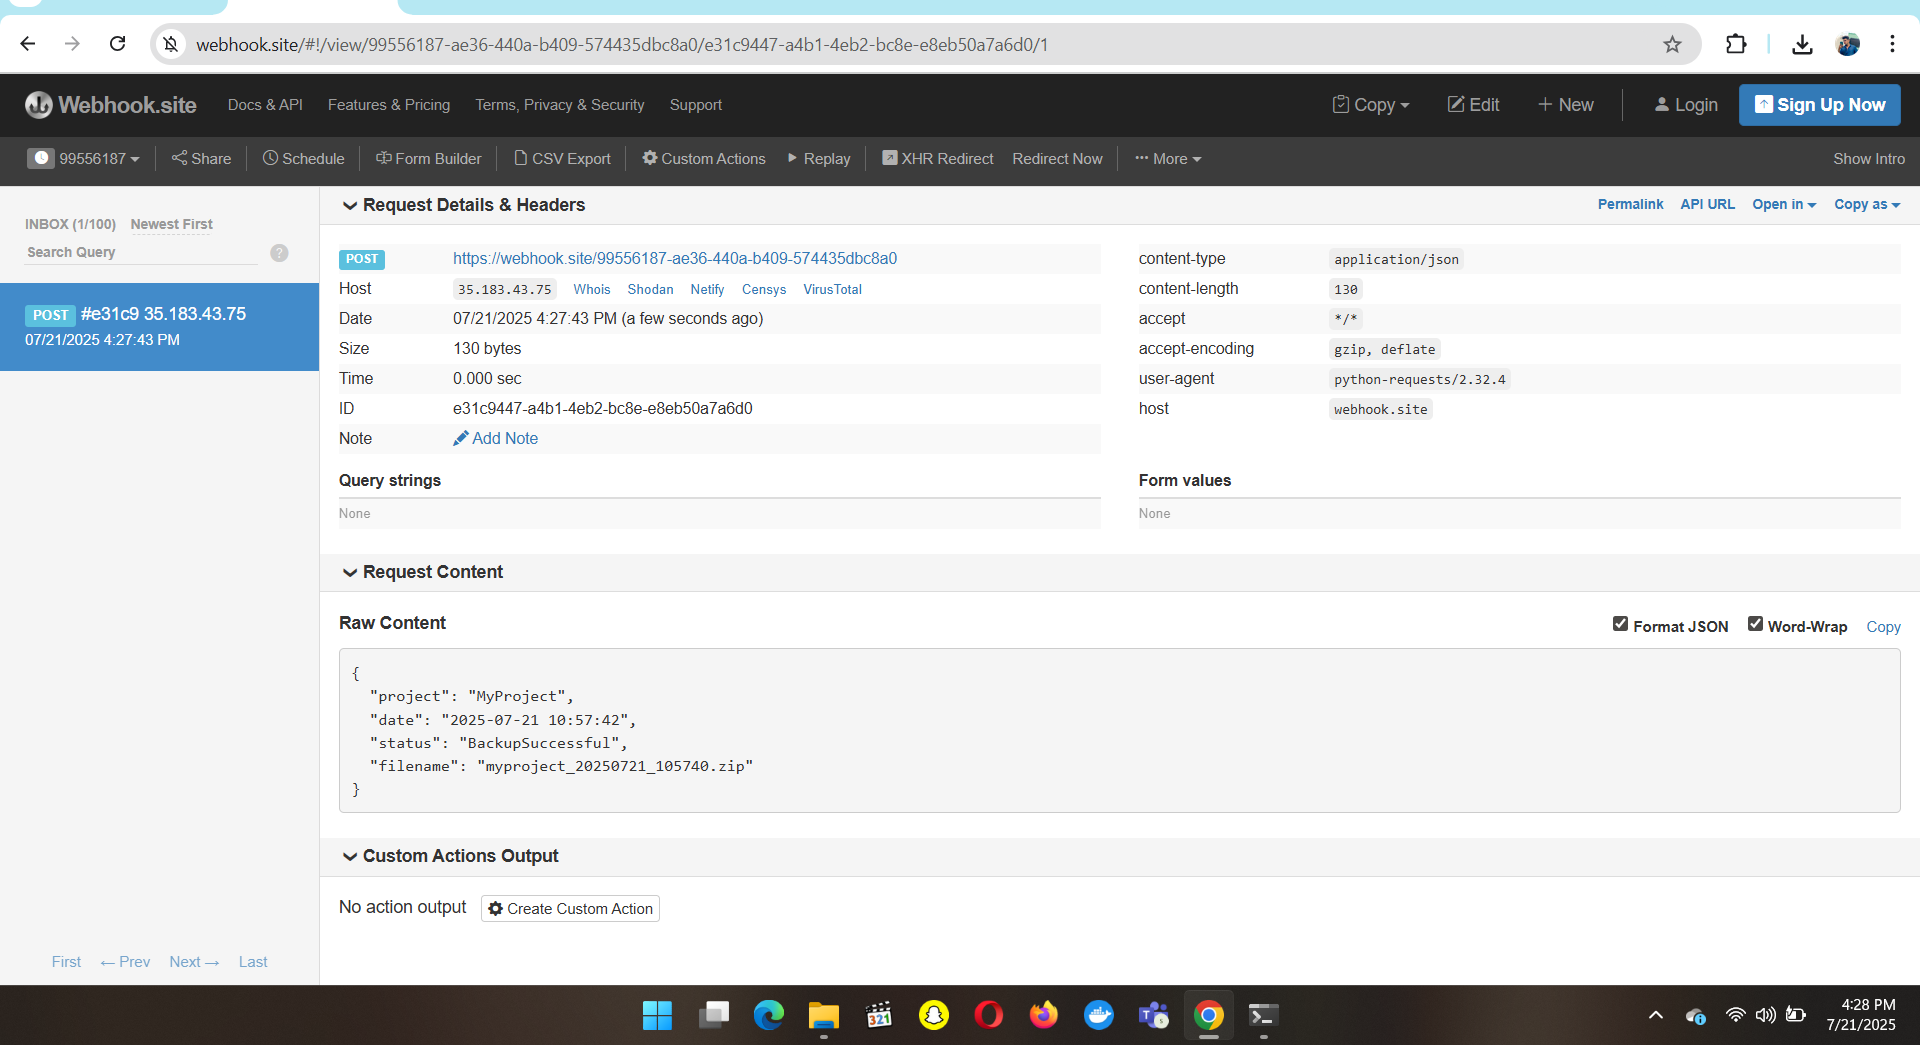 webhook.site/#!/view/99556187-ae36-440a-b409-574435dbc8a0/e31c9447-a4b1-4eb2-bc8e-e8eb50a7a6d0/1
Webhook.site Docs & API Features & Pricing Terms, Privacy & Security Support Copy Edit + New Login Sign Up Now
99556187 Share Schedule Form Builder CSV Export Custom Actions Replay XHR Redirect Redirect Now ··· More Show Intro
INBOX (1/100) Newest First
Search Query ?
POST #e31c9 35.183.43.75
07/21/2025 4:27:43 PM
Request Details & Headers Permalink API URL Open in Copy as
POST https://webhook.site/99556187-ae36-440a-b409-574435dbc8a0
Host 35.183.43.75 Whois Shodan Netify Censys VirusTotal
Date 07/21/2025 4:27:43 PM (a few seconds ago)
Size 130 bytes
Time 0.000 sec
ID e31c9447-a4b1-4eb2-bc8e-e8eb50a7a6d0
Note Add Note
content-type application/json
content-length 130
accept */*
accept-encoding gzip, deflate
user-agent python-requests/2.32.4
host webhook.site
Query strings
None
Form values
None
Request Content
Raw Content Format JSON Word-Wrap Copy
{
"project": "MyProject",
"date": "2025-07-21 10:57:42",
"status": "BackupSuccessful",
"filename": "myproject_20250721_105740.zip"
}
Custom Actions Output
No action output Create Custom Action
First ← Prev Next → Last
321
T
4:28 PM
7/21/2025